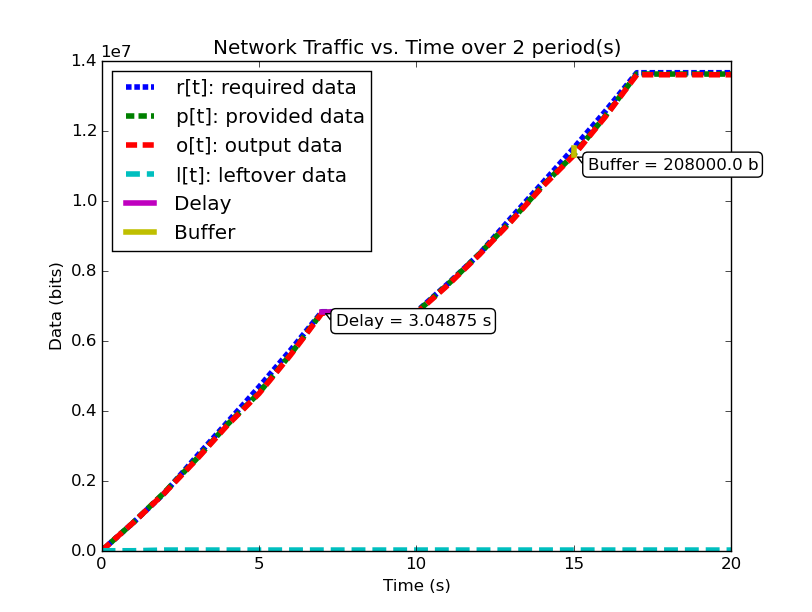 Network Traffic vs. Time over 2 period(s)
1e7
1.4
1.2
1.0
0.8
0.6
0.4
0.2
0.0
Data (bits)
r[t]: required data
p[t]: provided data
o[t]: output data
l[t]: leftover data
Delay
Buffer
Buffer = 208000.0 b
Delay = 3.04875 s
0 5 10 15 20
Time (s)